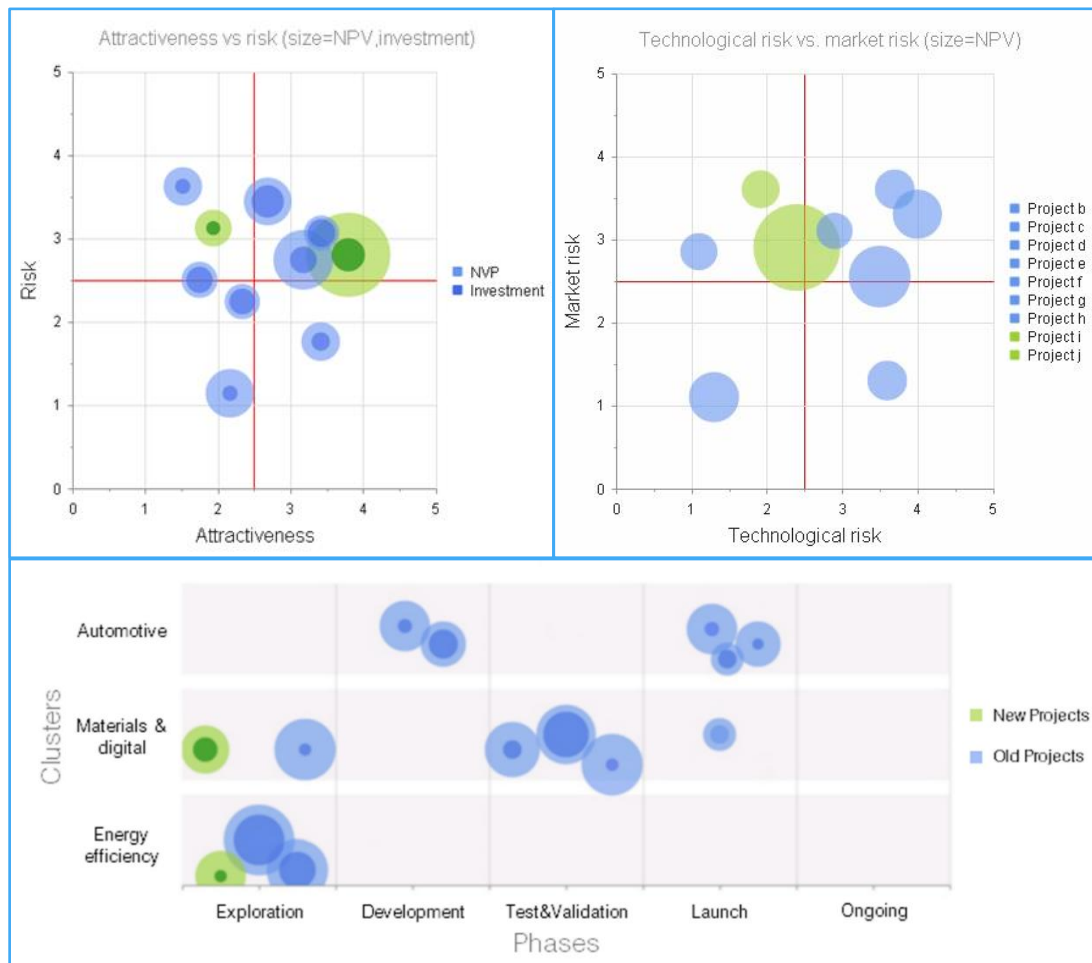 Attractiveness vs risk (size=NPV,investment)
5
4
3
2
1
0
Risk
0 1 2 3 4 5
Attractiveness
NVP
Investment
Technological risk vs. market risk (size=NPV)
5
4
3
2
1
0
Market risk
0 1 2 3 4 5
Technological risk
Project b
Project c
Project d
Project e
Project f
Project g
Project h
Project i
Project j
Clusters
Automotive
Materials &
digital
Energy
efficiency
Exploration Development Test&Validation Launch Ongoing
Phases
New Projects
Old Projects